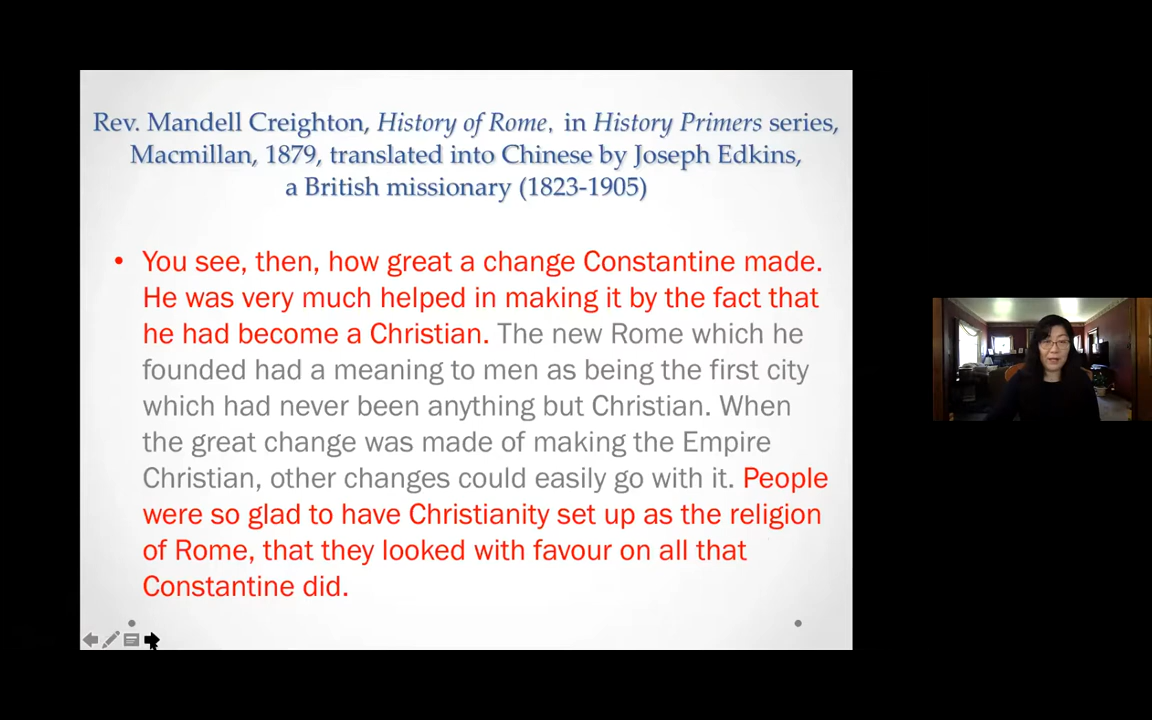 Rev. Mandell Creighton, History of Rome, in History Primers series,
Macmillan, 1879, translated into Chinese by Joseph Edkins,
a British missionary (1823-1905)
• You see, then, how great a change Constantine made.
He was very much helped in making it by the fact that
he had become a Christian. The new Rome which he
founded had a meaning to men as being the first city
which had never been anything but Christian. When
the great change was made of making the Empire
Christian, other changes could easily go with it. People
were so glad to have Christianity set up as the religion
of Rome, that they looked with favour on all that
Constantine did.